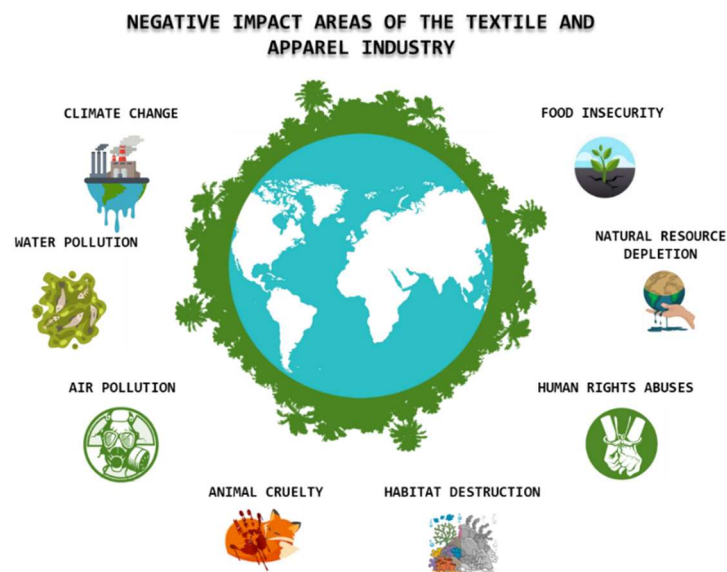 NEGATIVE IMPACT AREAS OF THE TEXTILE AND
APPAREL INDUSTRY
CLIMATE CHANGE
FOOD INSECURITY
WATER POLLUTION
NATURAL RESOURCE
DEPLETION
AIR POLLUTION
HUMAN RIGHTS ABUSES
ANIMAL CRUELTY
HABITAT DESTRUCTION